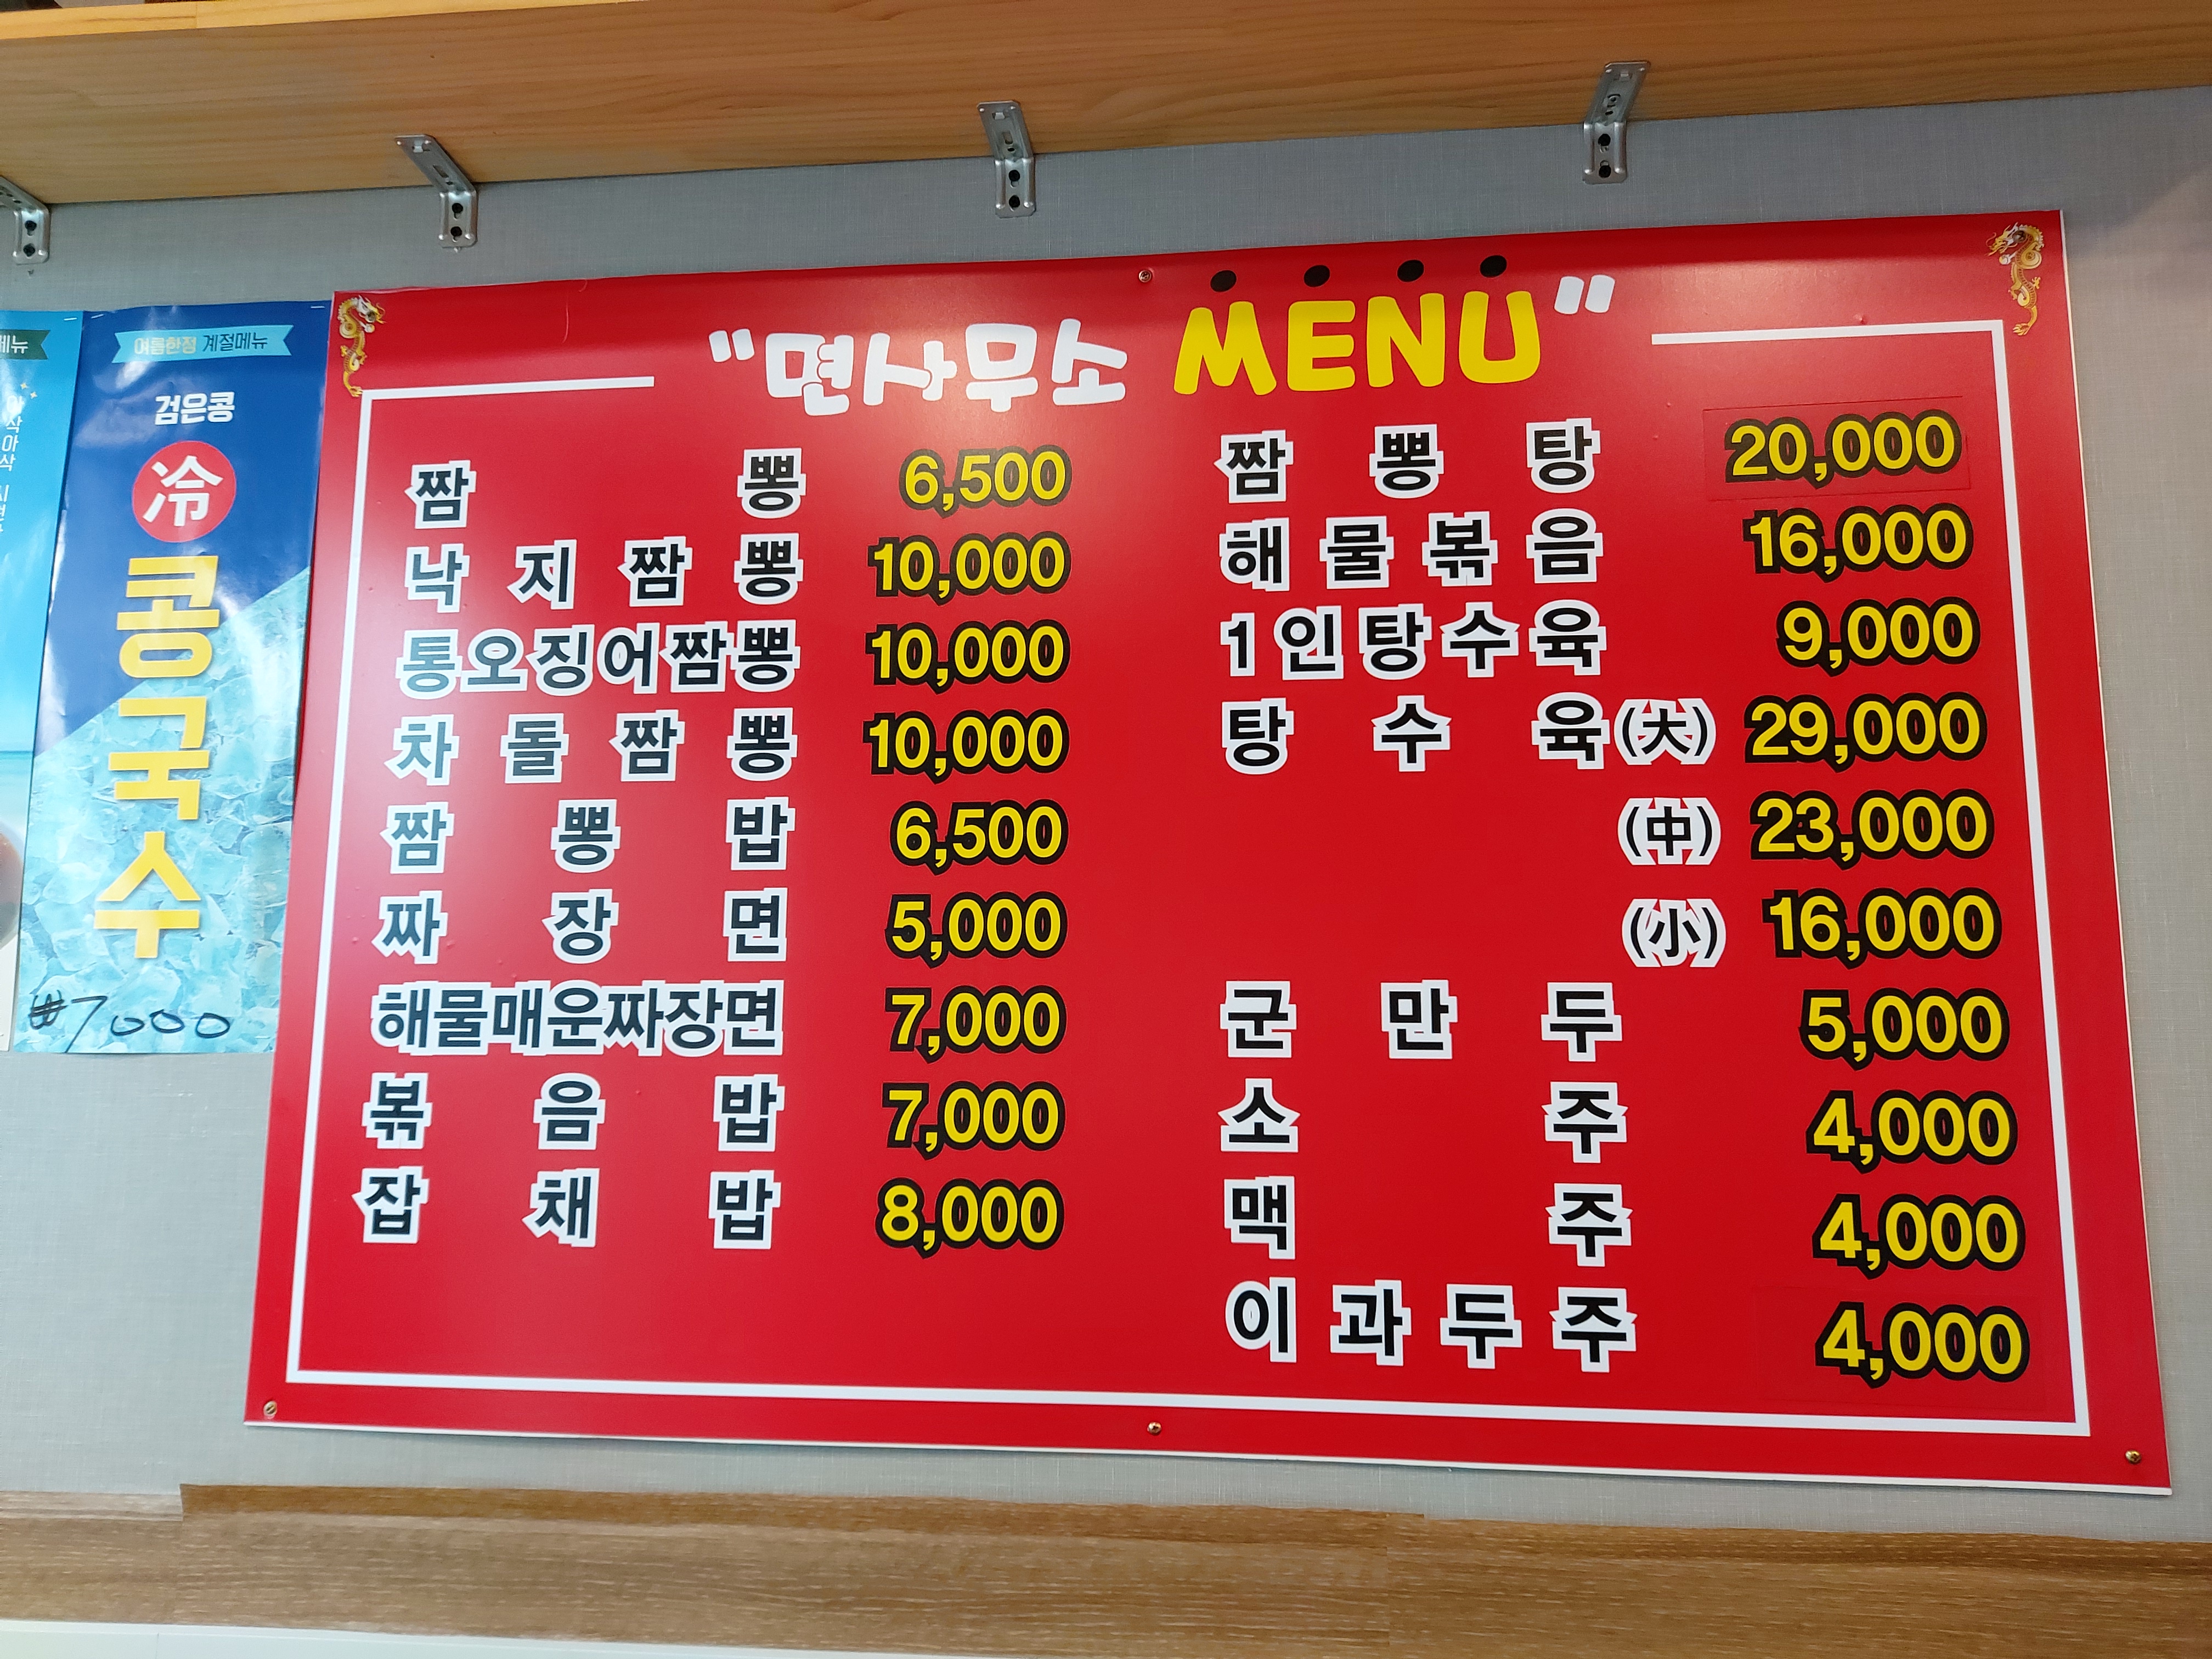 메뉴
여름한정 계절메뉴
검은콩
冷
콩국수
₩7000
"면사무소 MENU"
짬뽕 6,500
낙지짬뽕 10,000
통오징어짬뽕 10,000
차돌짬뽕 10,000
짬뽕밥 6,500
짜장면 5,000
해물매운짜장면 7,000
볶음밥 7,000
잡채밥 8,000
짬뽕탕 20,000
해물볶음 16,000
1인탕수육 9,000
탕수육(大) 29,000
(中) 23,000
(小) 16,000
군만두 5,000
소주 4,000
맥주 4,000
이과두주 4,000